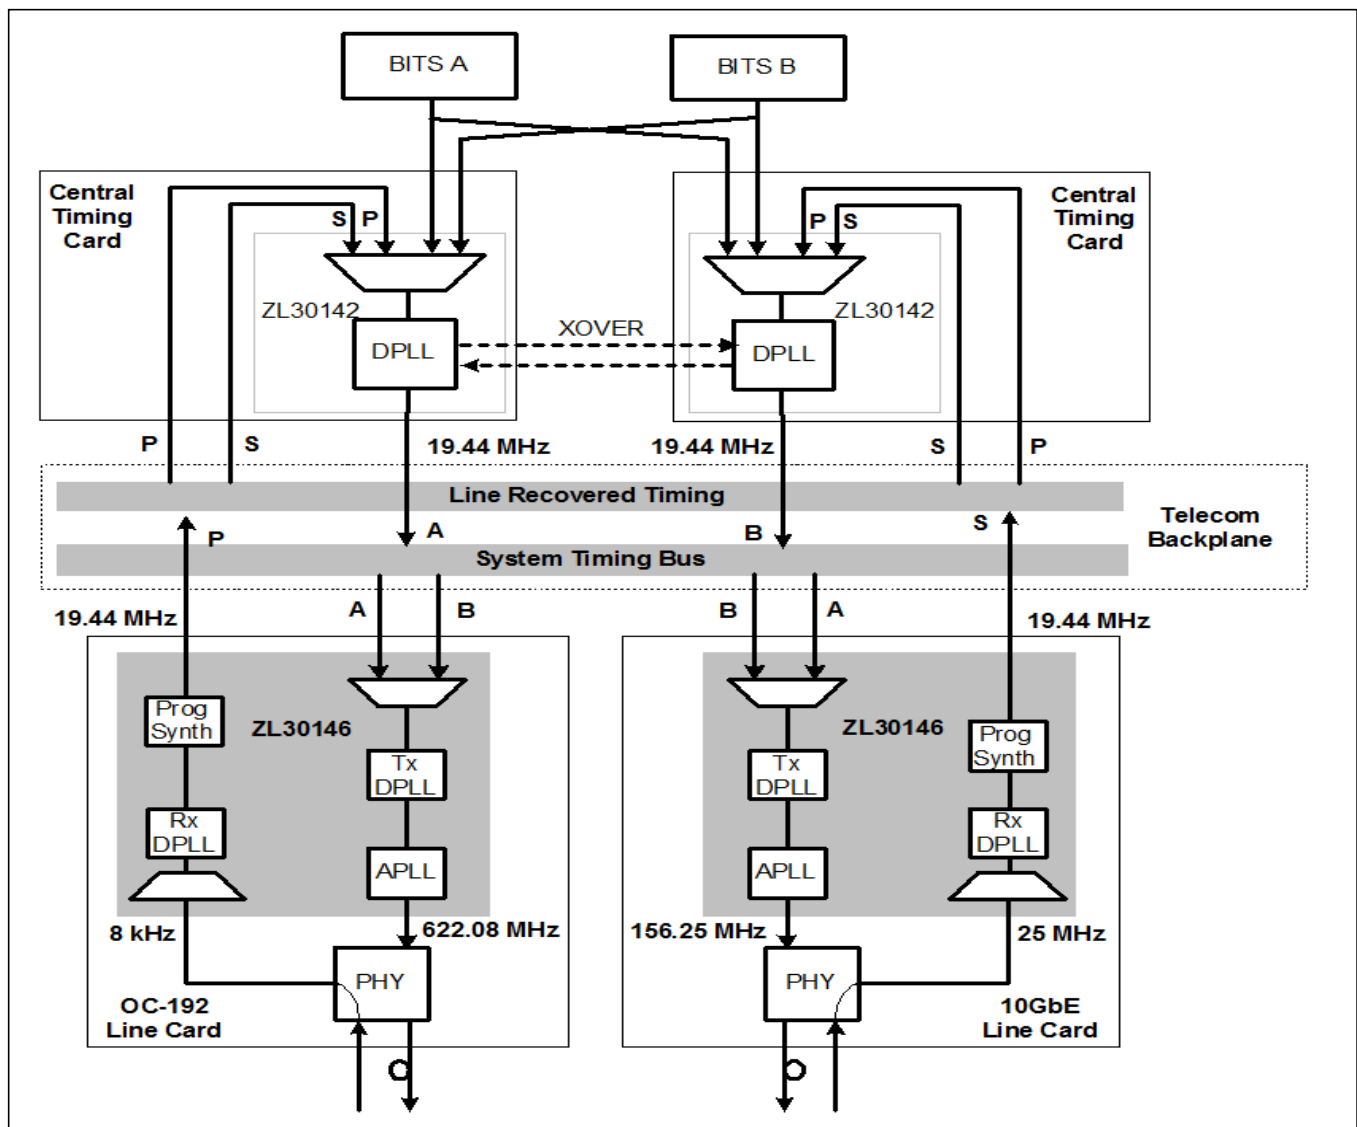 BITS A
BITS B
Central
Timing
Card
Central
Timing
Card
S
P
P
S
ZL30142
ZL30142
XOVER
DPLL
DPLL
P
S
19.44 MHz
19.44 MHz
S
P
Line Recovered Timing
P
A
B
S
Telecom
Backplane
System Timing Bus
A
B
B
A
19.44 MHz
19.44 MHz
Prog
Synth
ZL30146
ZL30146
Prog
Synth
Tx
DPLL
Tx
DPLL
Rx
DPLL
Rx
DPLL
APLL
APLL
8 kHz
622.08 MHz
156.25 MHz
25 MHz
PHY
PHY
OC-192
Line Card
10GbE
Line Card